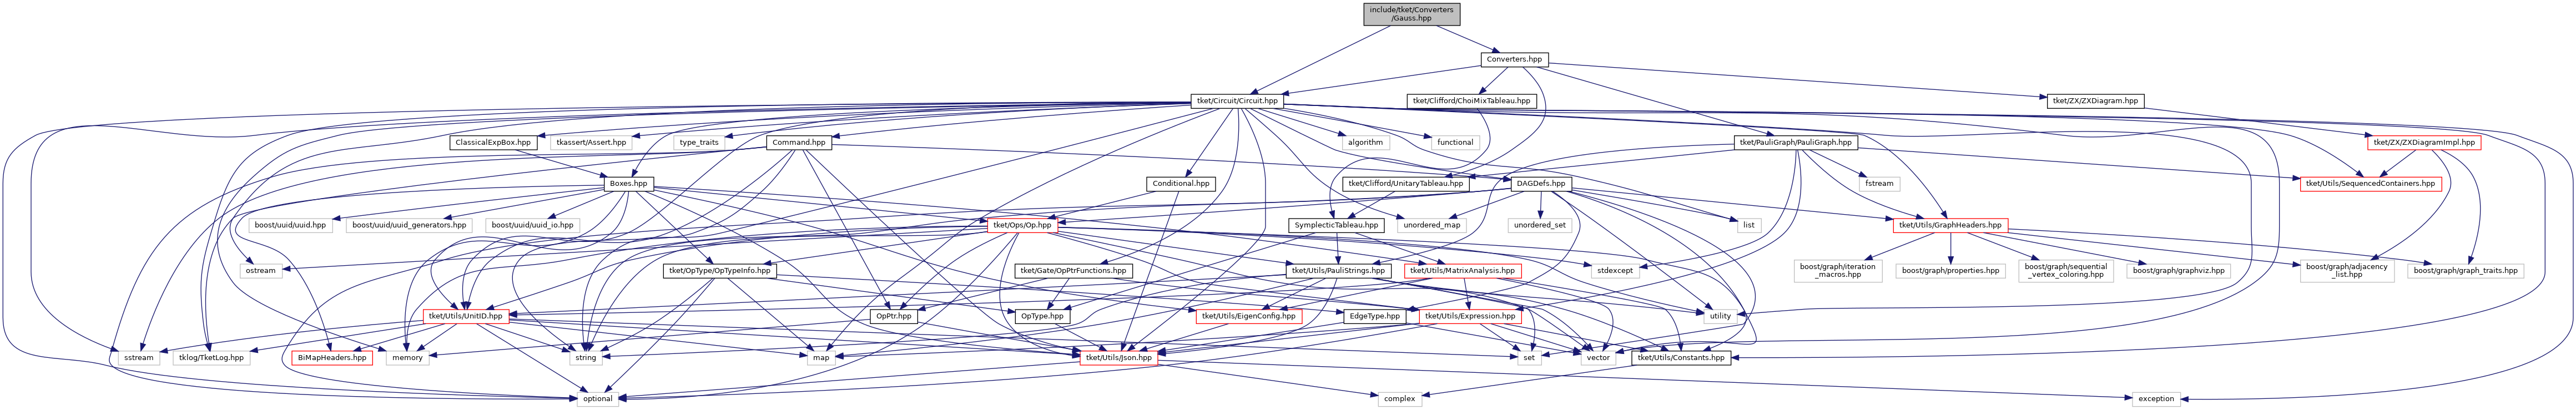 include/tket/Converters
/Gauss.hpp
Converters.hpp
tket/Circuit/Circuit.hpp
tket/Clifford/ChoiMixTableau.hpp
tket/ZX/ZXDiagram.hpp
ClassicalExpBox.hpp
tkassert/Assert.hpp
type_traits
Command.hpp
algorithm
functional
tket/PauliGraph/PauliGraph.hpp
tket/ZX/ZXDiagramImpl.hpp
Boxes.hpp
Conditional.hpp
tket/Clifford/UnitaryTableau.hpp
DAGDefs.hpp
fstream
tket/Utils/SequencedContainers.hpp
boost/uuid/uuid.hpp
boost/uuid/uuid_generators.hpp
boost/uuid/uuid_io.hpp
tket/Ops/Op.hpp
SymplecticTableau.hpp
unordered_map
unordered_set
list
tket/Utils/GraphHeaders.hpp
ostream
tket/OpType/OpTypeInfo.hpp
tket/Gate/OpPtrFunctions.hpp
tket/Utils/PauliStrings.hpp
tket/Utils/MatrixAnalysis.hpp
stdexcept
boost/graph/iteration
_macros.hpp
boost/graph/properties.hpp
boost/graph/sequential
_vertex_coloring.hpp
boost/graph/graphviz.hpp
boost/graph/adjacency
_list.hpp
boost/graph/graph_traits.hpp
tket/Utils/UnitID.hpp
OpPtr.hpp
OpType.hpp
tket/Utils/EigenConfig.hpp
EdgeType.hpp
tket/Utils/Expression.hpp
utility
sstream
tklog/TketLog.hpp
BiMapHeaders.hpp
memory
string
map
tket/Utils/Json.hpp
set
vector
tket/Utils/Constants.hpp
optional
complex
exception